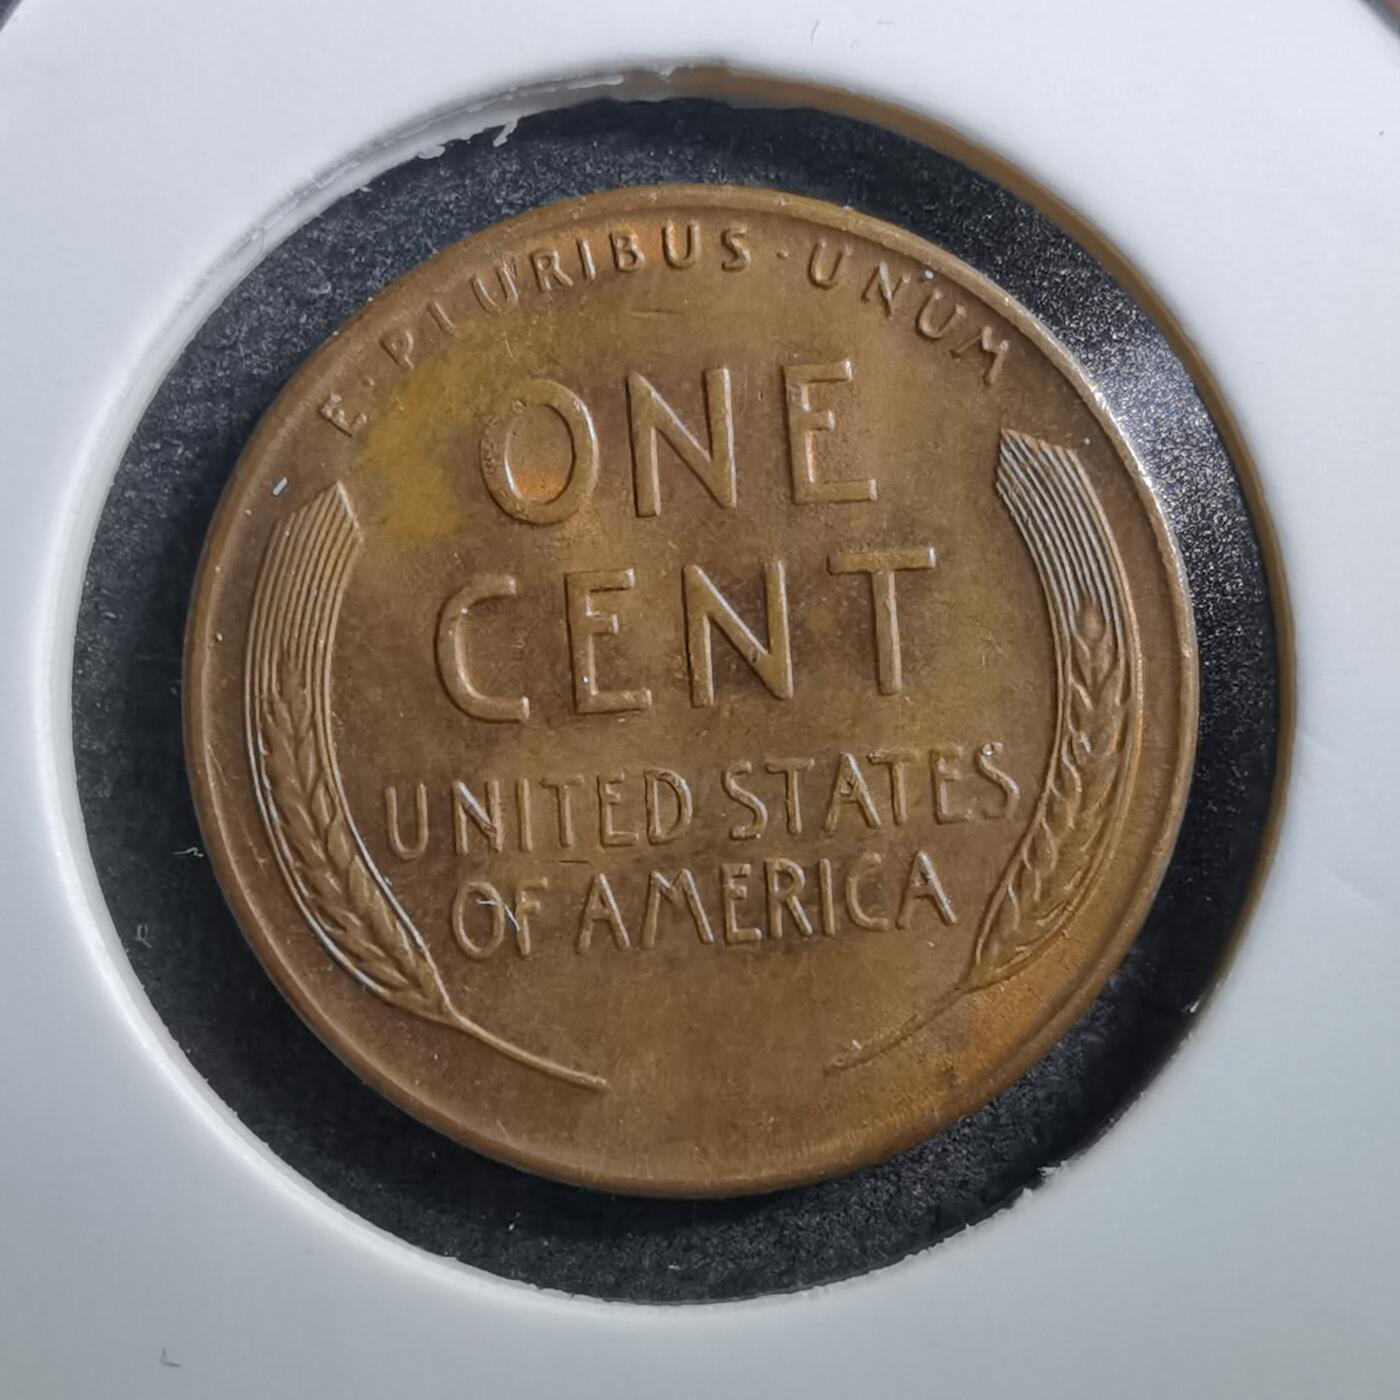 E·PLURIBUS·UNUM
ONE
CENT
UNITED STATES
OF AMERICA